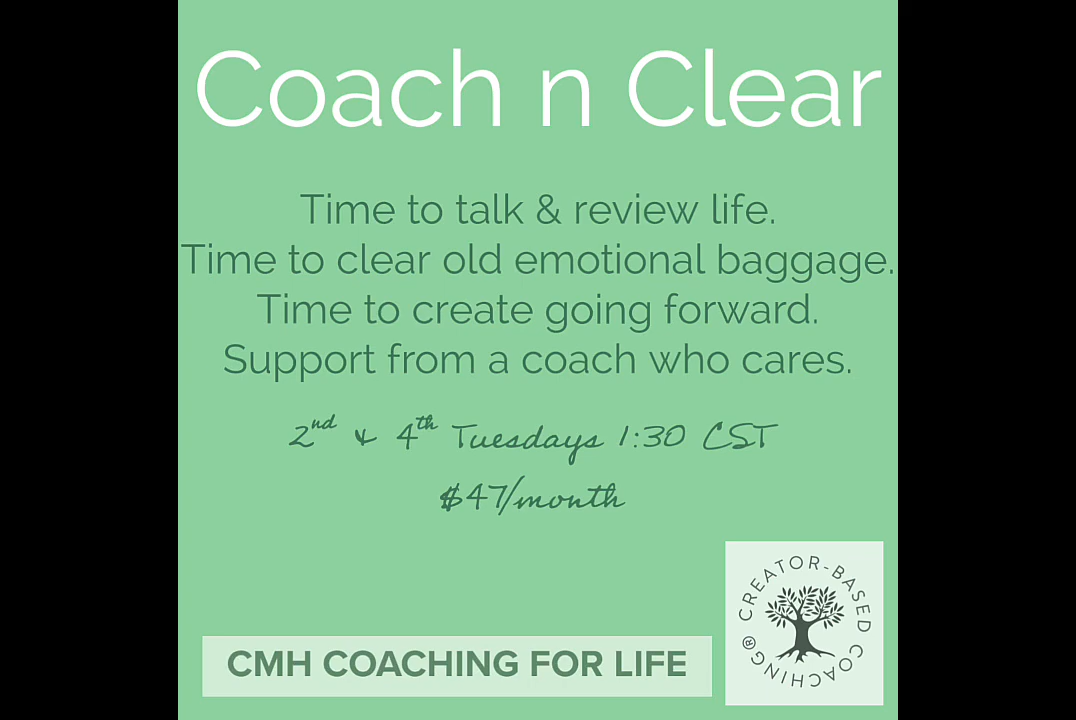 Coach n Clear
Time to talk & review life.
Time to clear old emotional baggage.
Time to create going forward.
Support from a coach who cares.
2nd & 4th Tuesdays 1:30 CST
$47/month
CREATOR-BASED COACHING®
CMH COACHING FOR LIFE